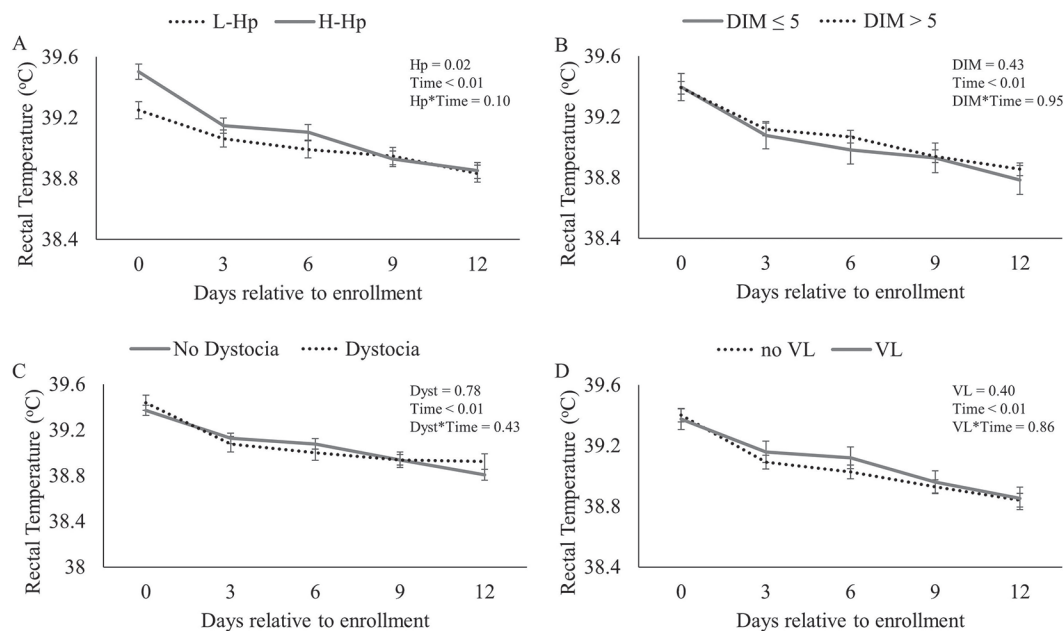 L-Hp H-Hp
A
Rectal Temperature (ºC)
39.6
39.2
38.8
38.4
Hp = 0.02
Time < 0.01
Hp*Time = 0.10
0 3 6 9 12
Days relative to enrollment
DIM ≤ 5 DIM > 5
B
Rectal Temperature (ºC)
39.6
39.2
38.8
38.4
DIM = 0.43
Time < 0.01
DIM*Time = 0.95
0 3 6 9 12
Days relative to enrollment
No Dystocia Dystocia
C
Rectal Temperature (ºC)
39.6
39.2
38.8
38.4
38
Dyst = 0.78
Time < 0.01
Dyst*Time = 0.43
0 3 6 9 12
Days relative to enrollment
no VL VL
D
Rectal Temperature (ºC)
39.6
39.2
38.8
38.4
VL = 0.40
Time < 0.01
VL*Time = 0.86
0 3 6 9 12
Days relative to enrollment